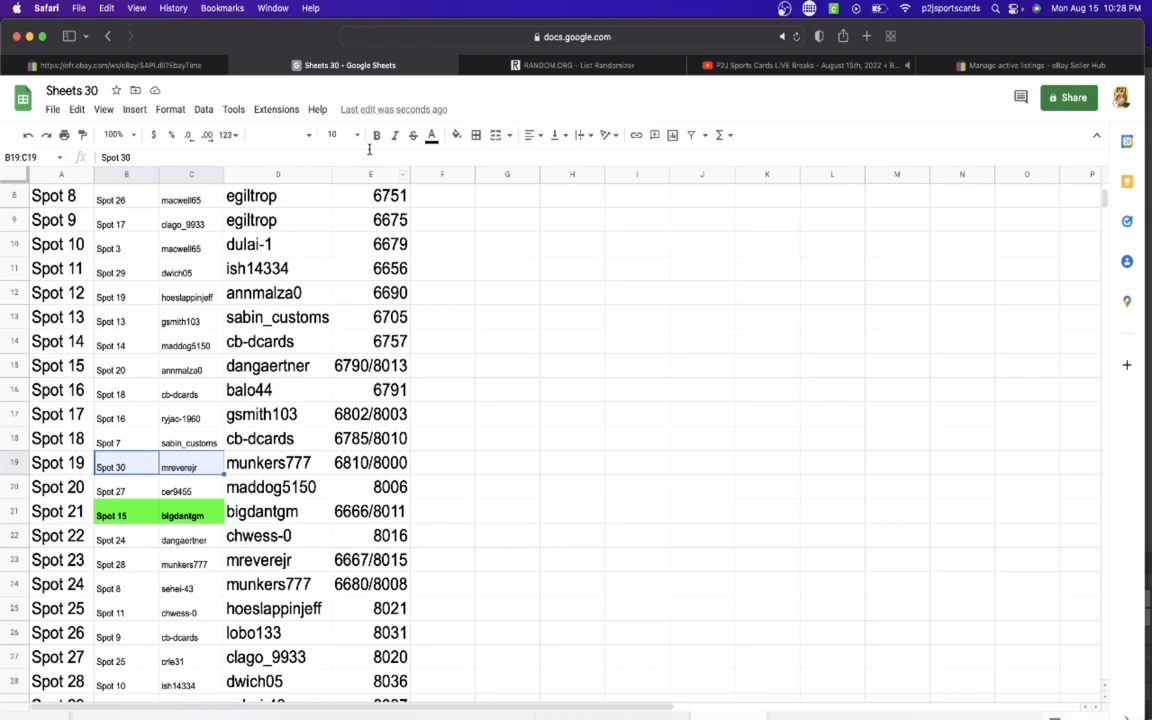 Safari File Edit View History Bookmarks Window Help p2jsportscards Mon Aug 15 10:28 PM
docs.google.com
https://ofr.ebay.com/ws/eBayISAPI.dll?EbayTime Sheets 30 - Google Sheets RANDOM.ORG - List Randomizer P2J Sports Cards LIVE Breaks - August 15th, 2022 + B... Manage active listings - eBay Seller Hub
Sheets 30
File Edit View Insert Format Data Tools Extensions Help Last edit was seconds ago Share
100% $ % .0 .00 123 10 B I S A
B19:C19 fx Spot 30
A B C D E F G H I J K L M N O P
8 Spot 8 Spot 26 macwell65 egiltrop 6751
9 Spot 9 Spot 17 clago_9933 egiltrop 6675
10 Spot 10 Spot 3 macwell65 dulai-1 6679
11 Spot 11 Spot 29 dwich05 ish14334 6656
12 Spot 12 Spot 19 hoeslappinjeff annmalza0 6690
13 Spot 13 Spot 13 gsmith103 sabin_customs 6705
14 Spot 14 Spot 14 maddog5150 cb-dcards 6757
15 Spot 15 Spot 20 annmalza0 dangaertner 6790/8013
16 Spot 16 Spot 18 cb-dcards balo44 6791
17 Spot 17 Spot 16 ryjac-1960 gsmith103 6802/8003
18 Spot 18 Spot 7 sabin_customs cb-dcards 6785/8010
19 Spot 19 Spot 30 mreverejr munkers777 6810/8000
20 Spot 20 Spot 27 cer9455 maddog5150 8006
21 Spot 21 Spot 15 bigdantgm bigdantgm 6666/8011
22 Spot 22 Spot 24 dangaertner chwess-0 8016
23 Spot 23 Spot 28 munkers777 mreverejr 6667/8015
24 Spot 24 Spot 8 sehei-43 munkers777 6680/8008
25 Spot 25 Spot 11 chwess-0 hoeslappinjeff 8021
26 Spot 26 Spot 9 cb-dcards lobo133 8031
27 Spot 27 Spot 25 crle31 clago_9933 8020
28 Spot 28 Spot 10 ish14334 dwich05 8036